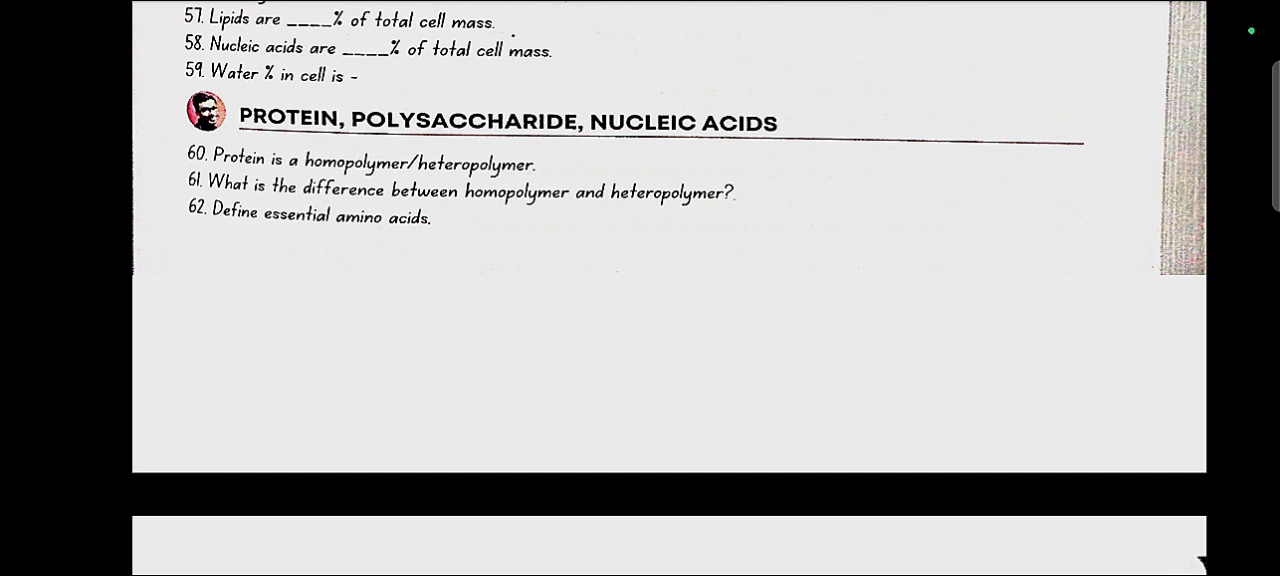 57. Lipids are ____% of total cell mass.
58. Nucleic acids are ____% of total cell mass.
59. Water % in cell is -
PROTEIN, POLYSACCHARIDE, NUCLEIC ACIDS
60. Protein is a homopolymer/heteropolymer.
61. What is the difference between homopolymer and heteropolymer?
62. Define essential amino acids.